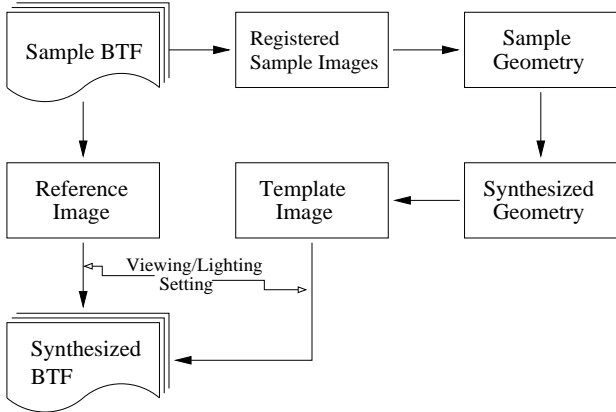 Sample BTF
Registered
Sample Images
Sample
Geometry
Reference
Image
Template
Image
Synthesized
Geometry
Viewing/Lighting
Setting
Synthesized
BTF